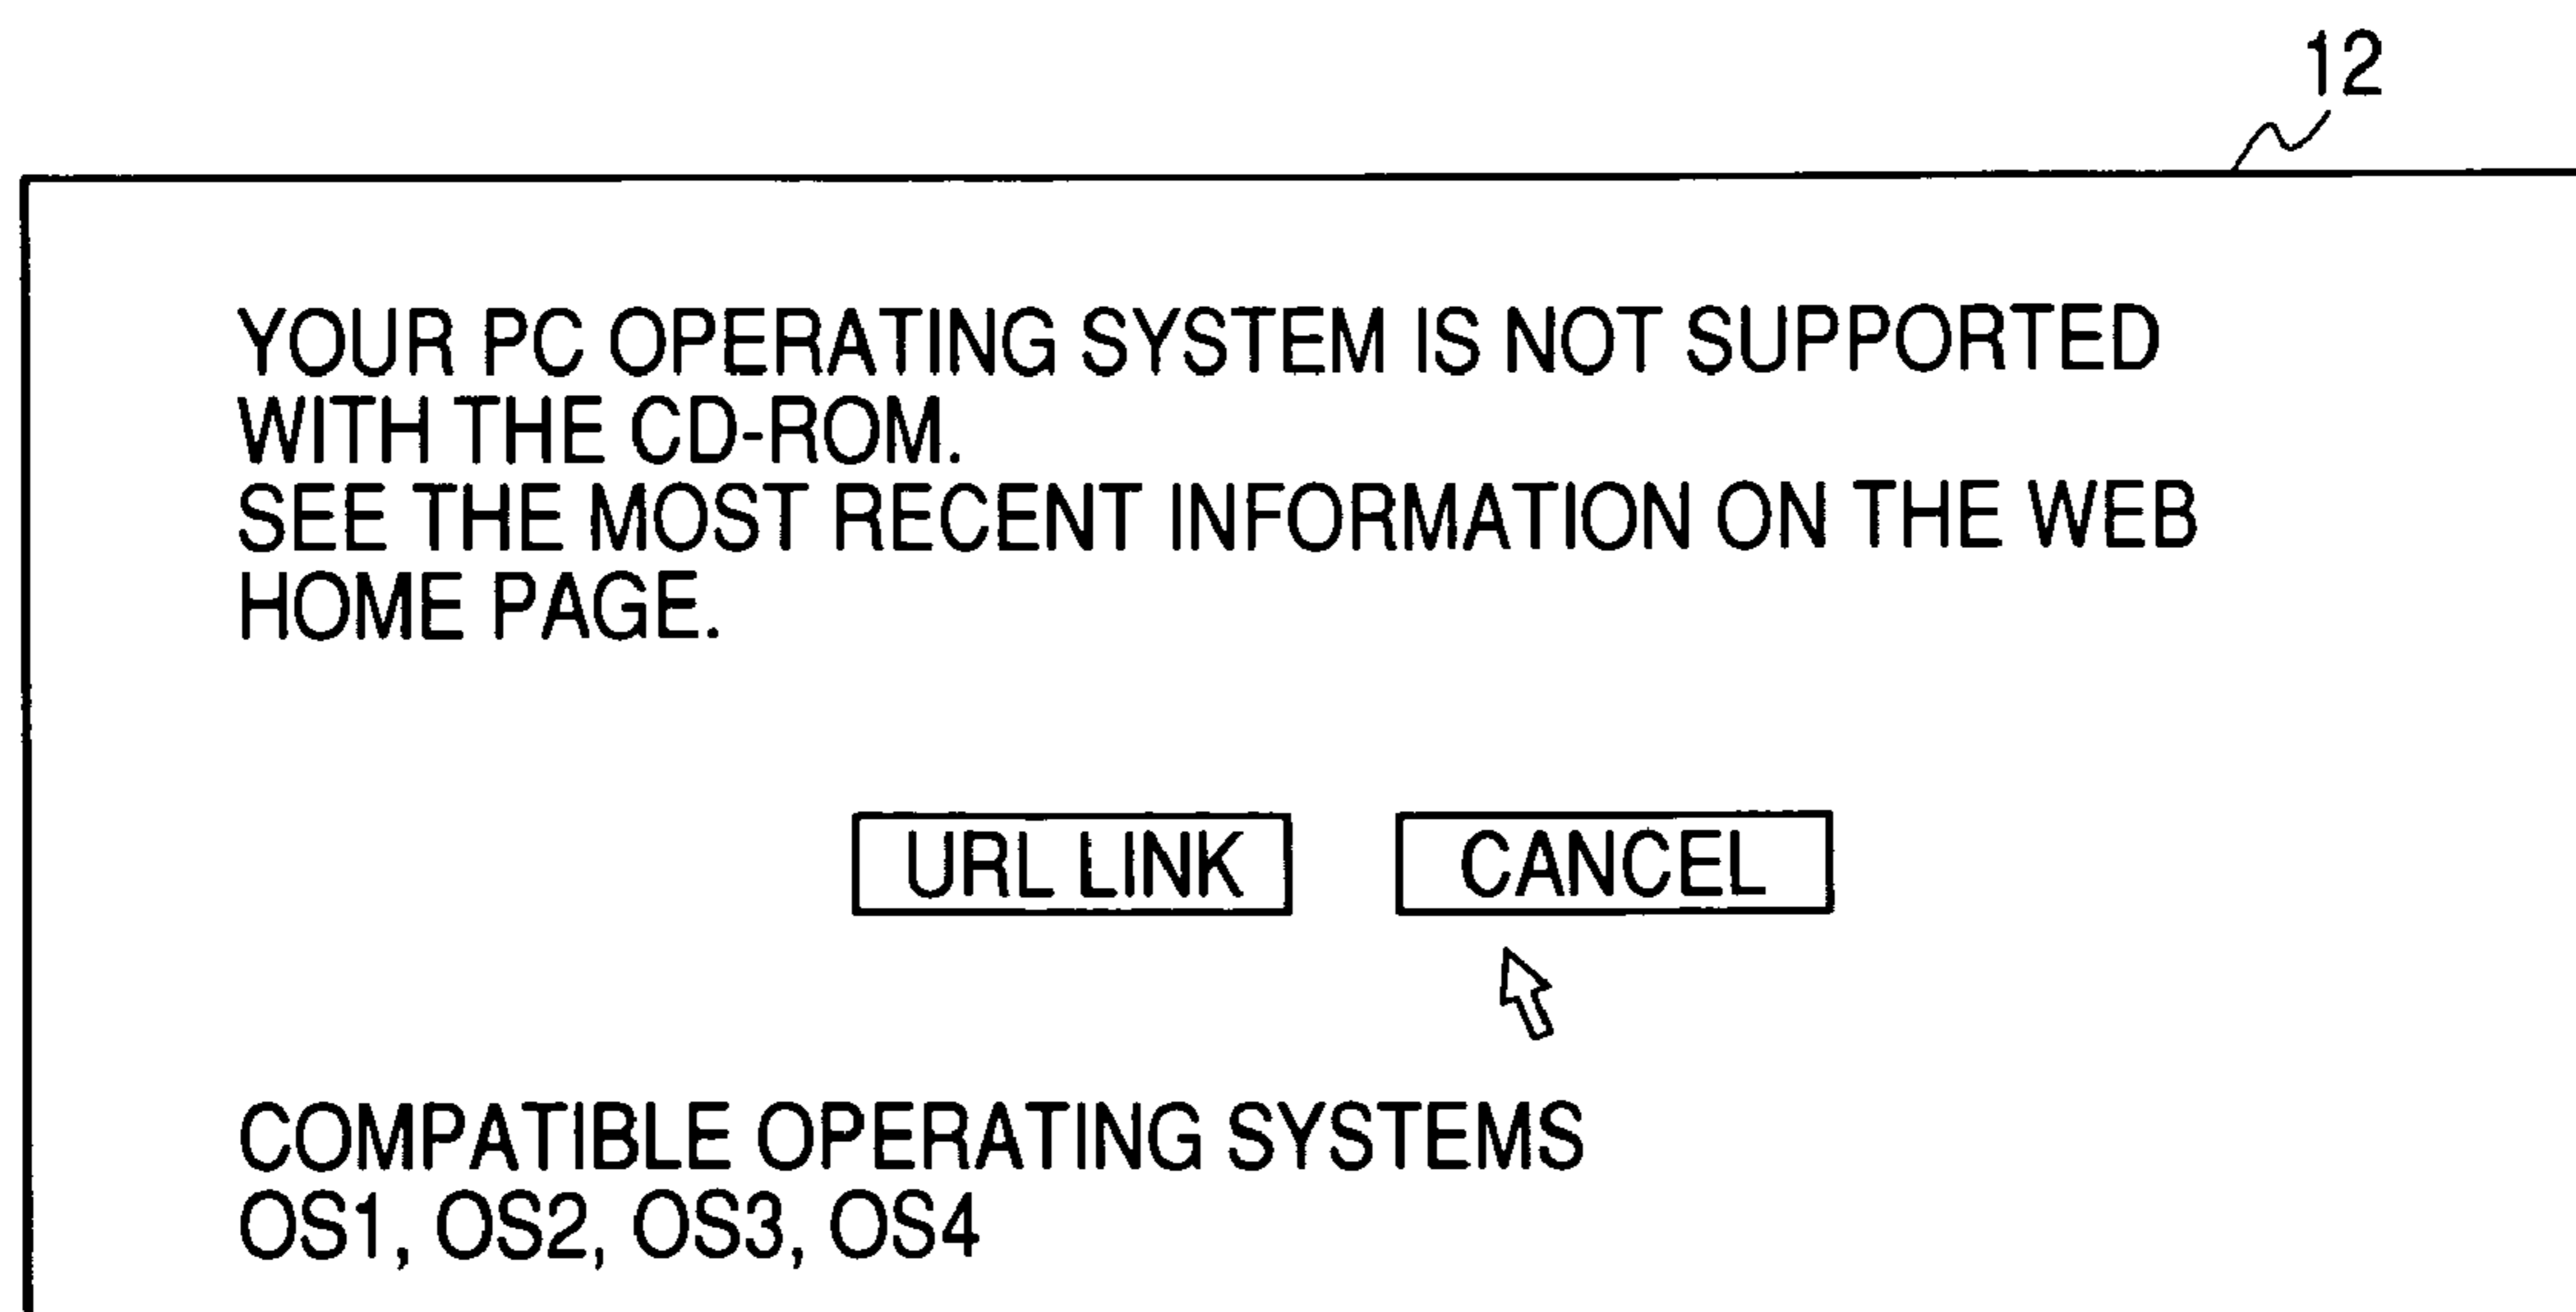 12
YOUR PC OPERATING SYSTEM IS NOT SUPPORTED
WITH THE CD-ROM.
SEE THE MOST RECENT INFORMATION ON THE WEB
HOME PAGE.
URL LINK CANCEL
COMPATIBLE OPERATING SYSTEMS
OS1, OS2, OS3, OS4